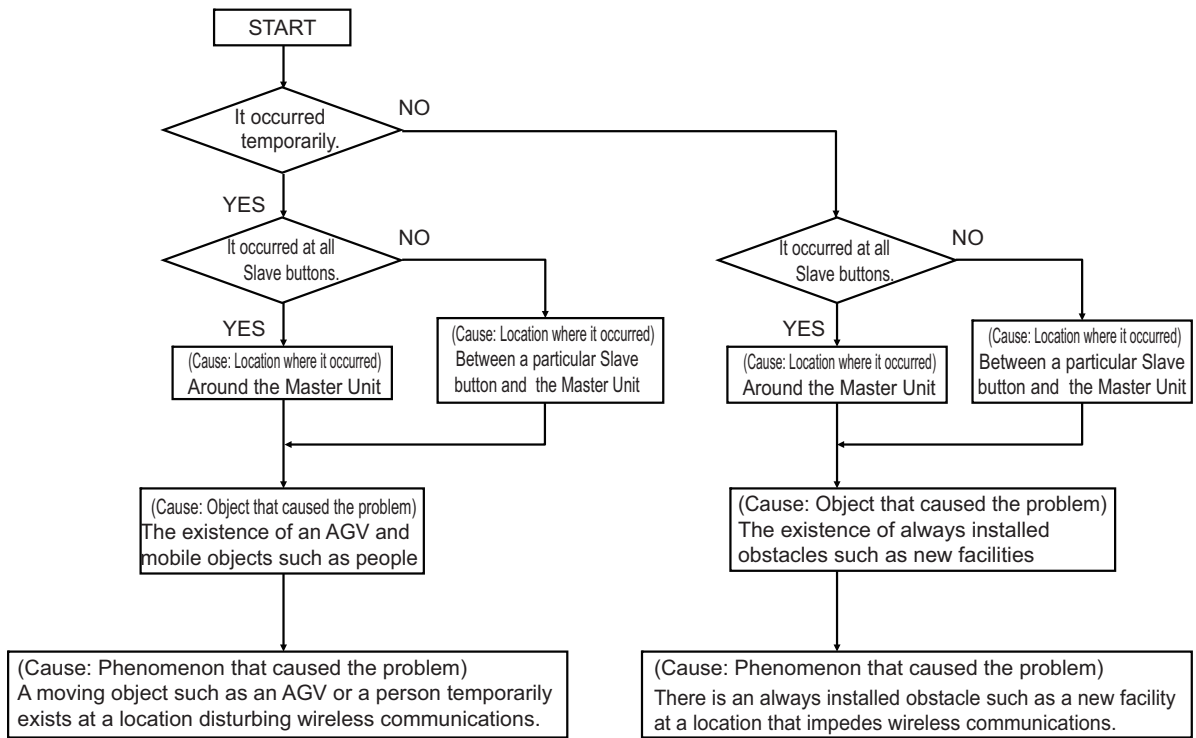 START
It occurred
temporarily.
NO
YES
It occurred at all
Slave buttons.
NO
YES
(Cause: Location where it occurred)
Around the Master Unit
(Cause: Location where it occurred)
Between a particular Slave
button and the Master Unit
(Cause: Object that caused the problem)
The existence of an AGV and
mobile objects such as people
(Cause: Phenomenon that caused the problem)
A moving object such as an AGV or a person temporarily
exists at a location disturbing wireless communications.
It occurred at all
Slave buttons.
NO
YES
(Cause: Location where it occurred)
Around the Master Unit
(Cause: Location where it occurred)
Between a particular Slave
button and the Master Unit
(Cause: Object that caused the problem)
The existence of always installed
obstacles such as new facilities
(Cause: Phenomenon that caused the problem)
There is an always installed obstacle such as a new facility
at a location that impedes wireless communications.